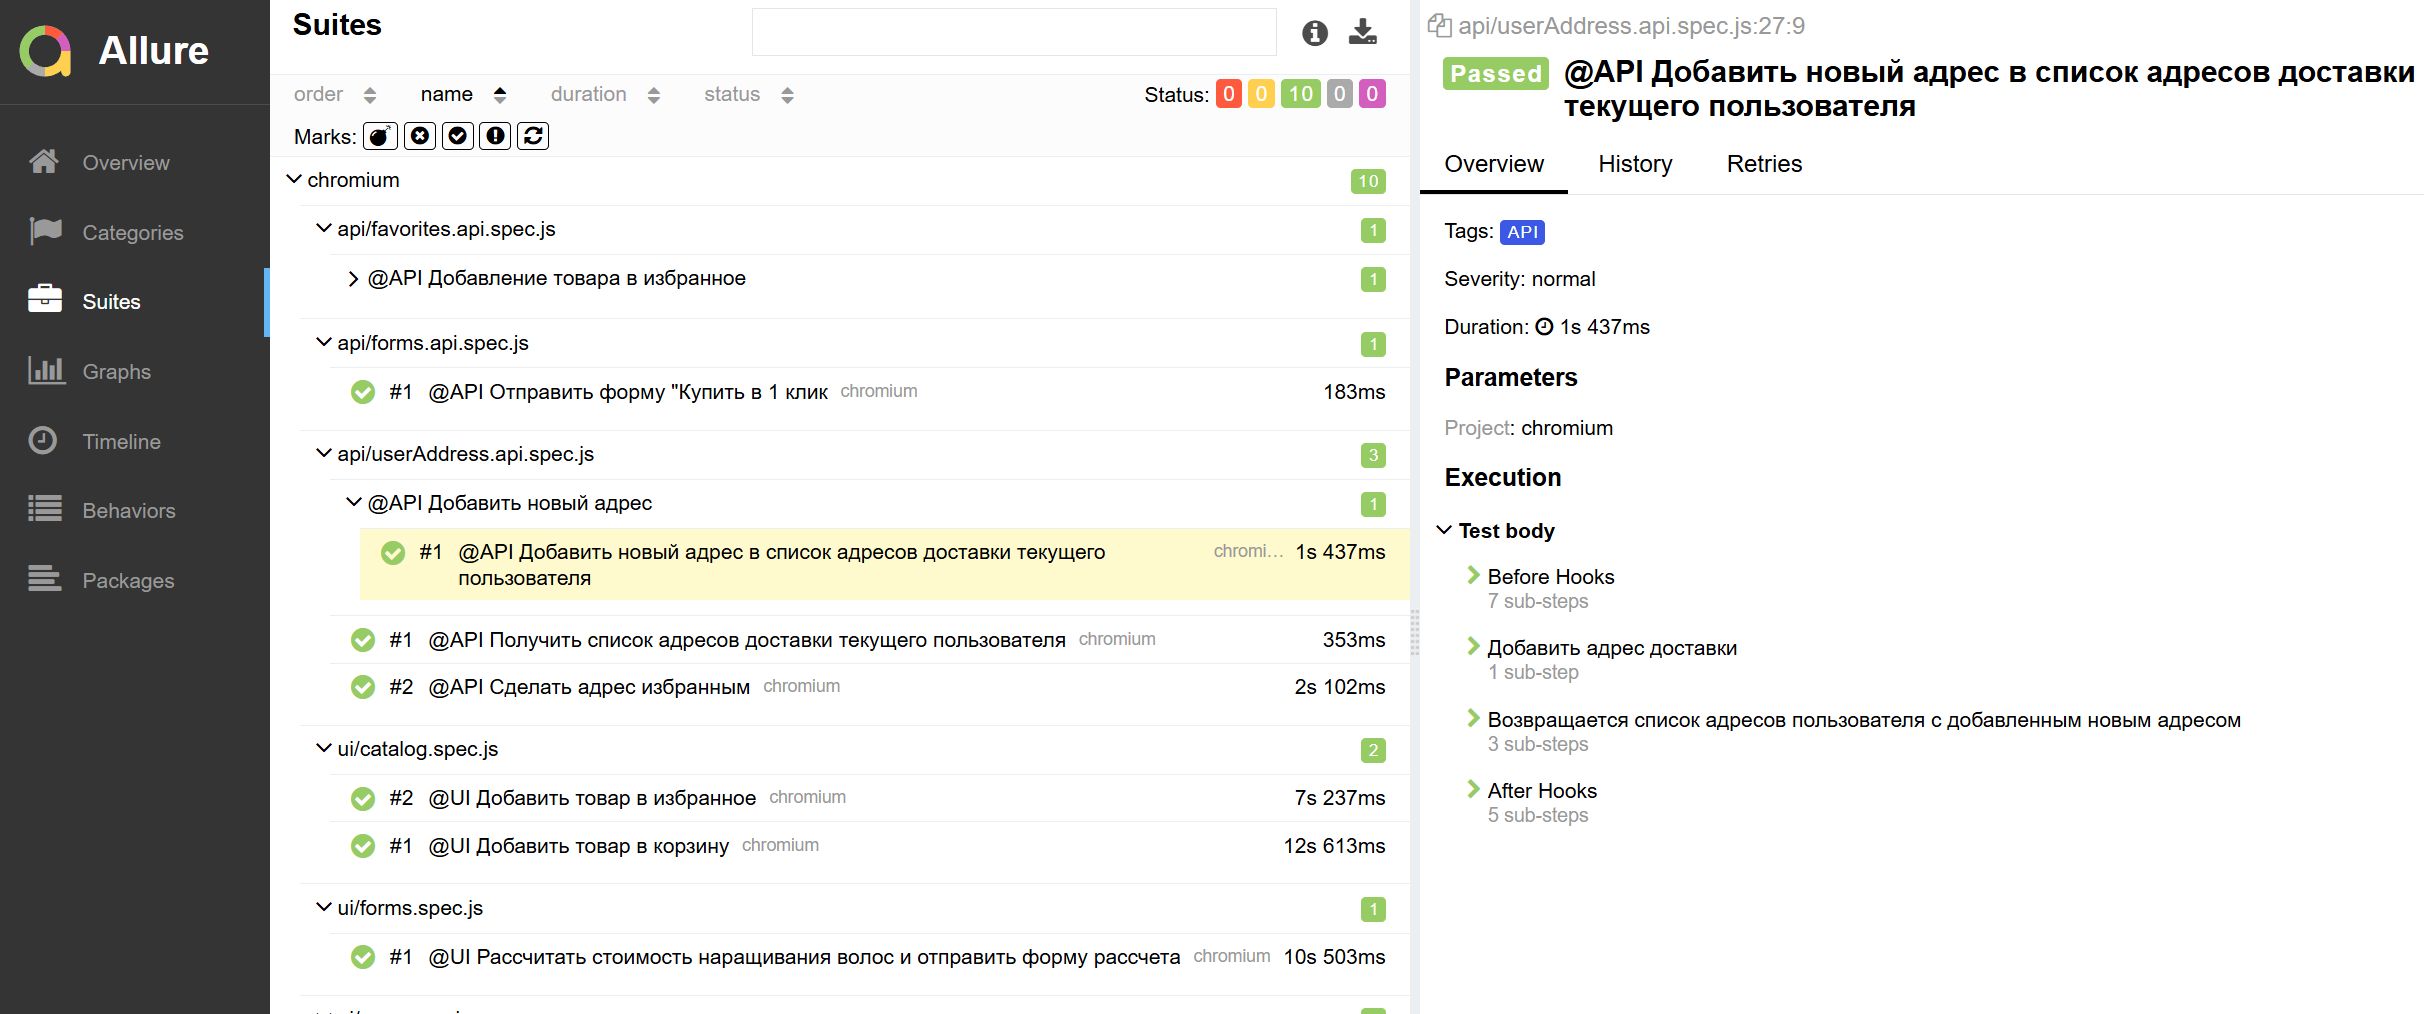 Allure
Overview
Categories
Suites
Graphs
Timeline
Behaviors
Packages
Suites
order name duration status
Status: 0 0 10 0 0
Marks:
chromium 10
api/favorites.api.spec.js 1
@API Добавление товара в избранное 1
api/forms.api.spec.js 1
#1 @API Отправить форму "Купить в 1 клик chromium 183ms
api/userAddress.api.spec.js 3
@API Добавить новый адрес 1
#1 @API Добавить новый адрес в список адресов доставки текущего chromi... 1s 437ms
пользователя
#1 @API Получить список адресов доставки текущего пользователя chromium 353ms
#2 @API Сделать адрес избранным chromium 2s 102ms
ui/catalog.spec.js 2
#2 @UI Добавить товар в избранное chromium 7s 237ms
#1 @UI Добавить товар в корзину chromium 12s 613ms
ui/forms.spec.js 1
#1 @UI Рассчитать стоимость наращивания волос и отправить форму рассчета chromium 10s 503ms
api/userAddress.api.spec.js:27:9
Passed @API Добавить новый адрес в список адресов доставки
текущего пользователя
Overview History Retries
Tags: API
Severity: normal
Duration: 1s 437ms
Parameters
Project: chromium
Execution
Test body
Before Hooks
7 sub-steps
Добавить адрес доставки
1 sub-step
Возвращается список адресов пользователя с добавленным новым адресом
3 sub-steps
After Hooks
5 sub-steps